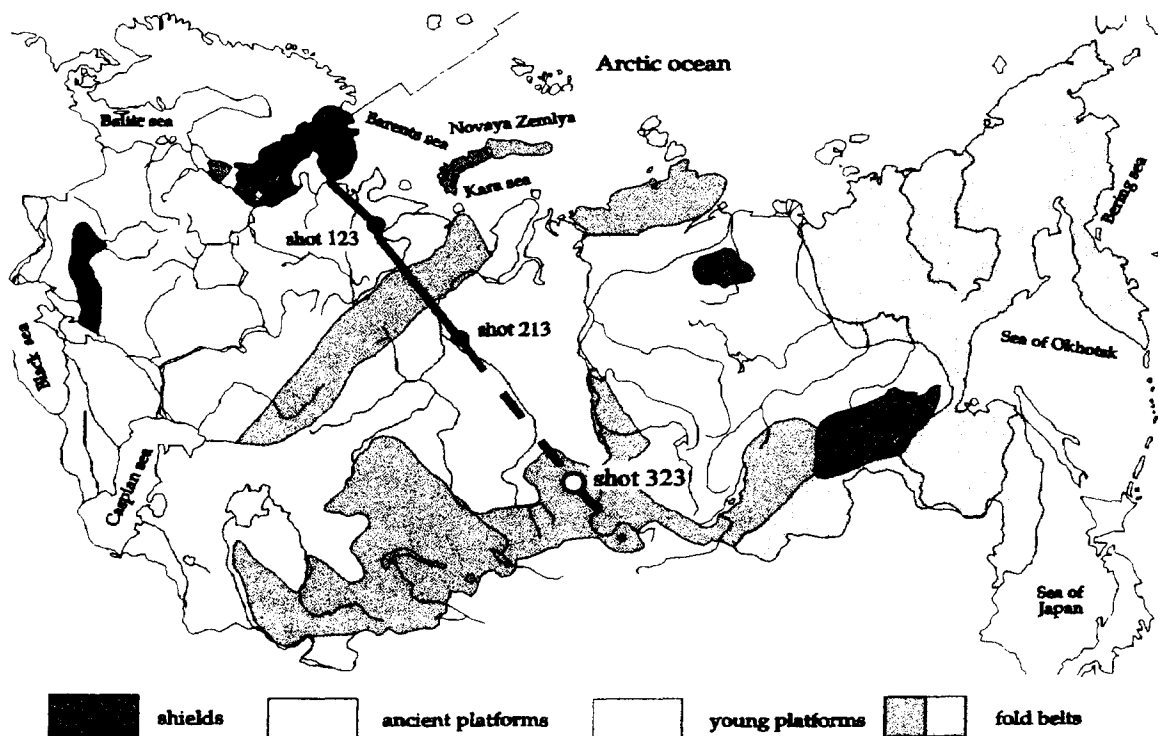 Arctic ocean
Baltic sea
Barents sea
Novaya Zemlya
Kara sea
Bering sea
shot 123
shot 213
Sea of Okhotsk
Black sea
Caspian sea
shot 323
Sea of
Japan
shields
ancient platforms
young platforms
fold belts